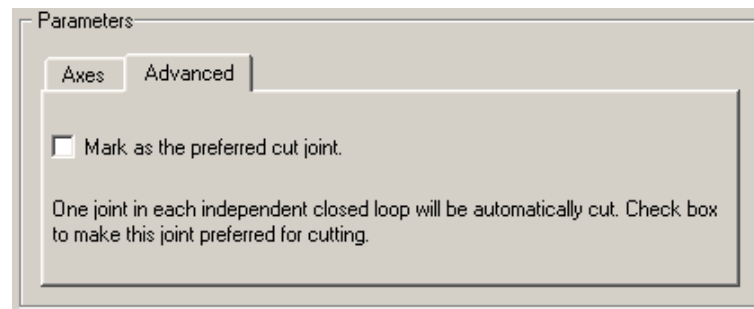 Parameters
Axes
Advanced
Mark as the preferred cut joint.
One joint in each independent closed loop will be automatically cut. Check box
to make this joint preferred for cutting.